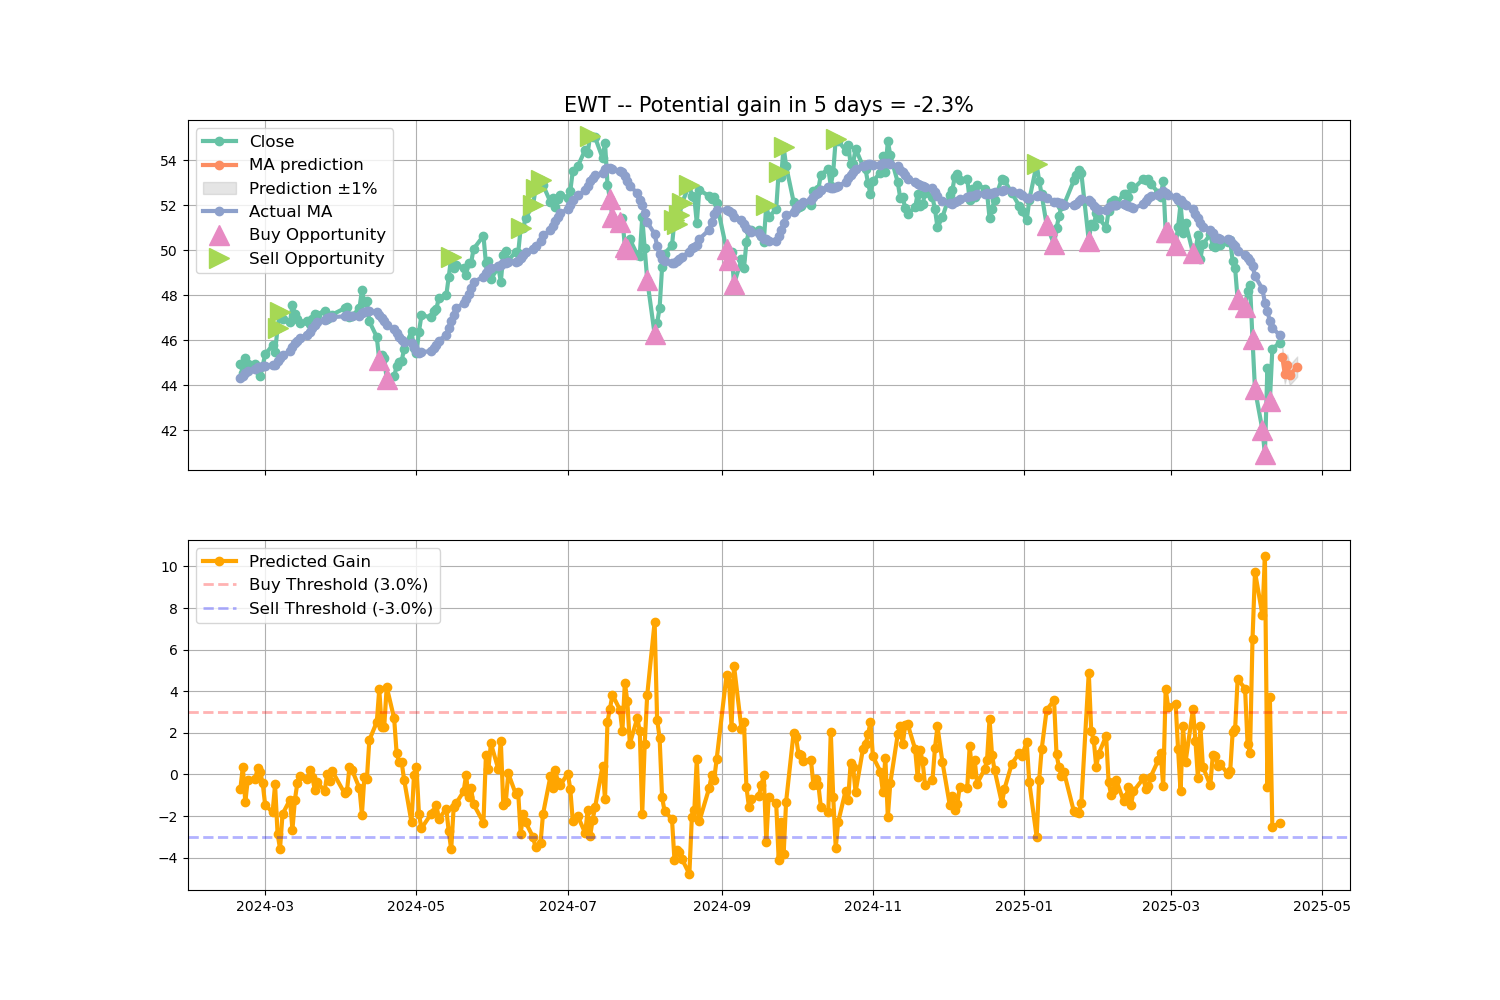 EWT -- Potential gain in 5 days = -2.3%
Close
MA prediction
Prediction ±1%
Actual MA
Buy Opportunity
Sell Opportunity
54
52
50
48
46
44
42
Predicted Gain
Buy Threshold (3.0%)
Sell Threshold (-3.0%)
10
8
6
4
2
0
−2
−4
2024-03 2024-05 2024-07 2024-09 2024-11 2025-01 2025-03 2025-05